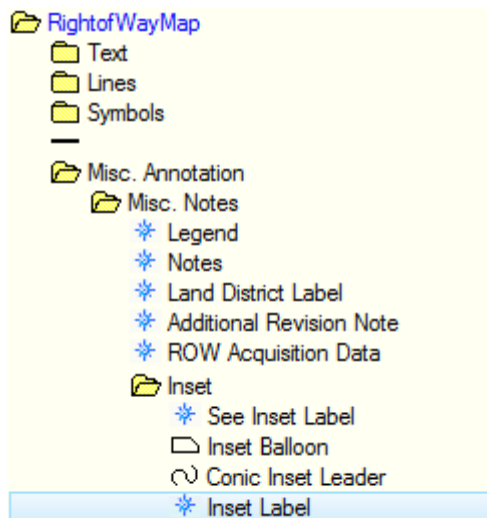 RightofWayMap
Text
Lines
Symbols
Misc. Annotation
Misc. Notes
Legend
Notes
Land District Label
Additional Revision Note
ROW Acquisition Data
Inset
See Inset Label
Inset Balloon
Conic Inset Leader
Inset Label